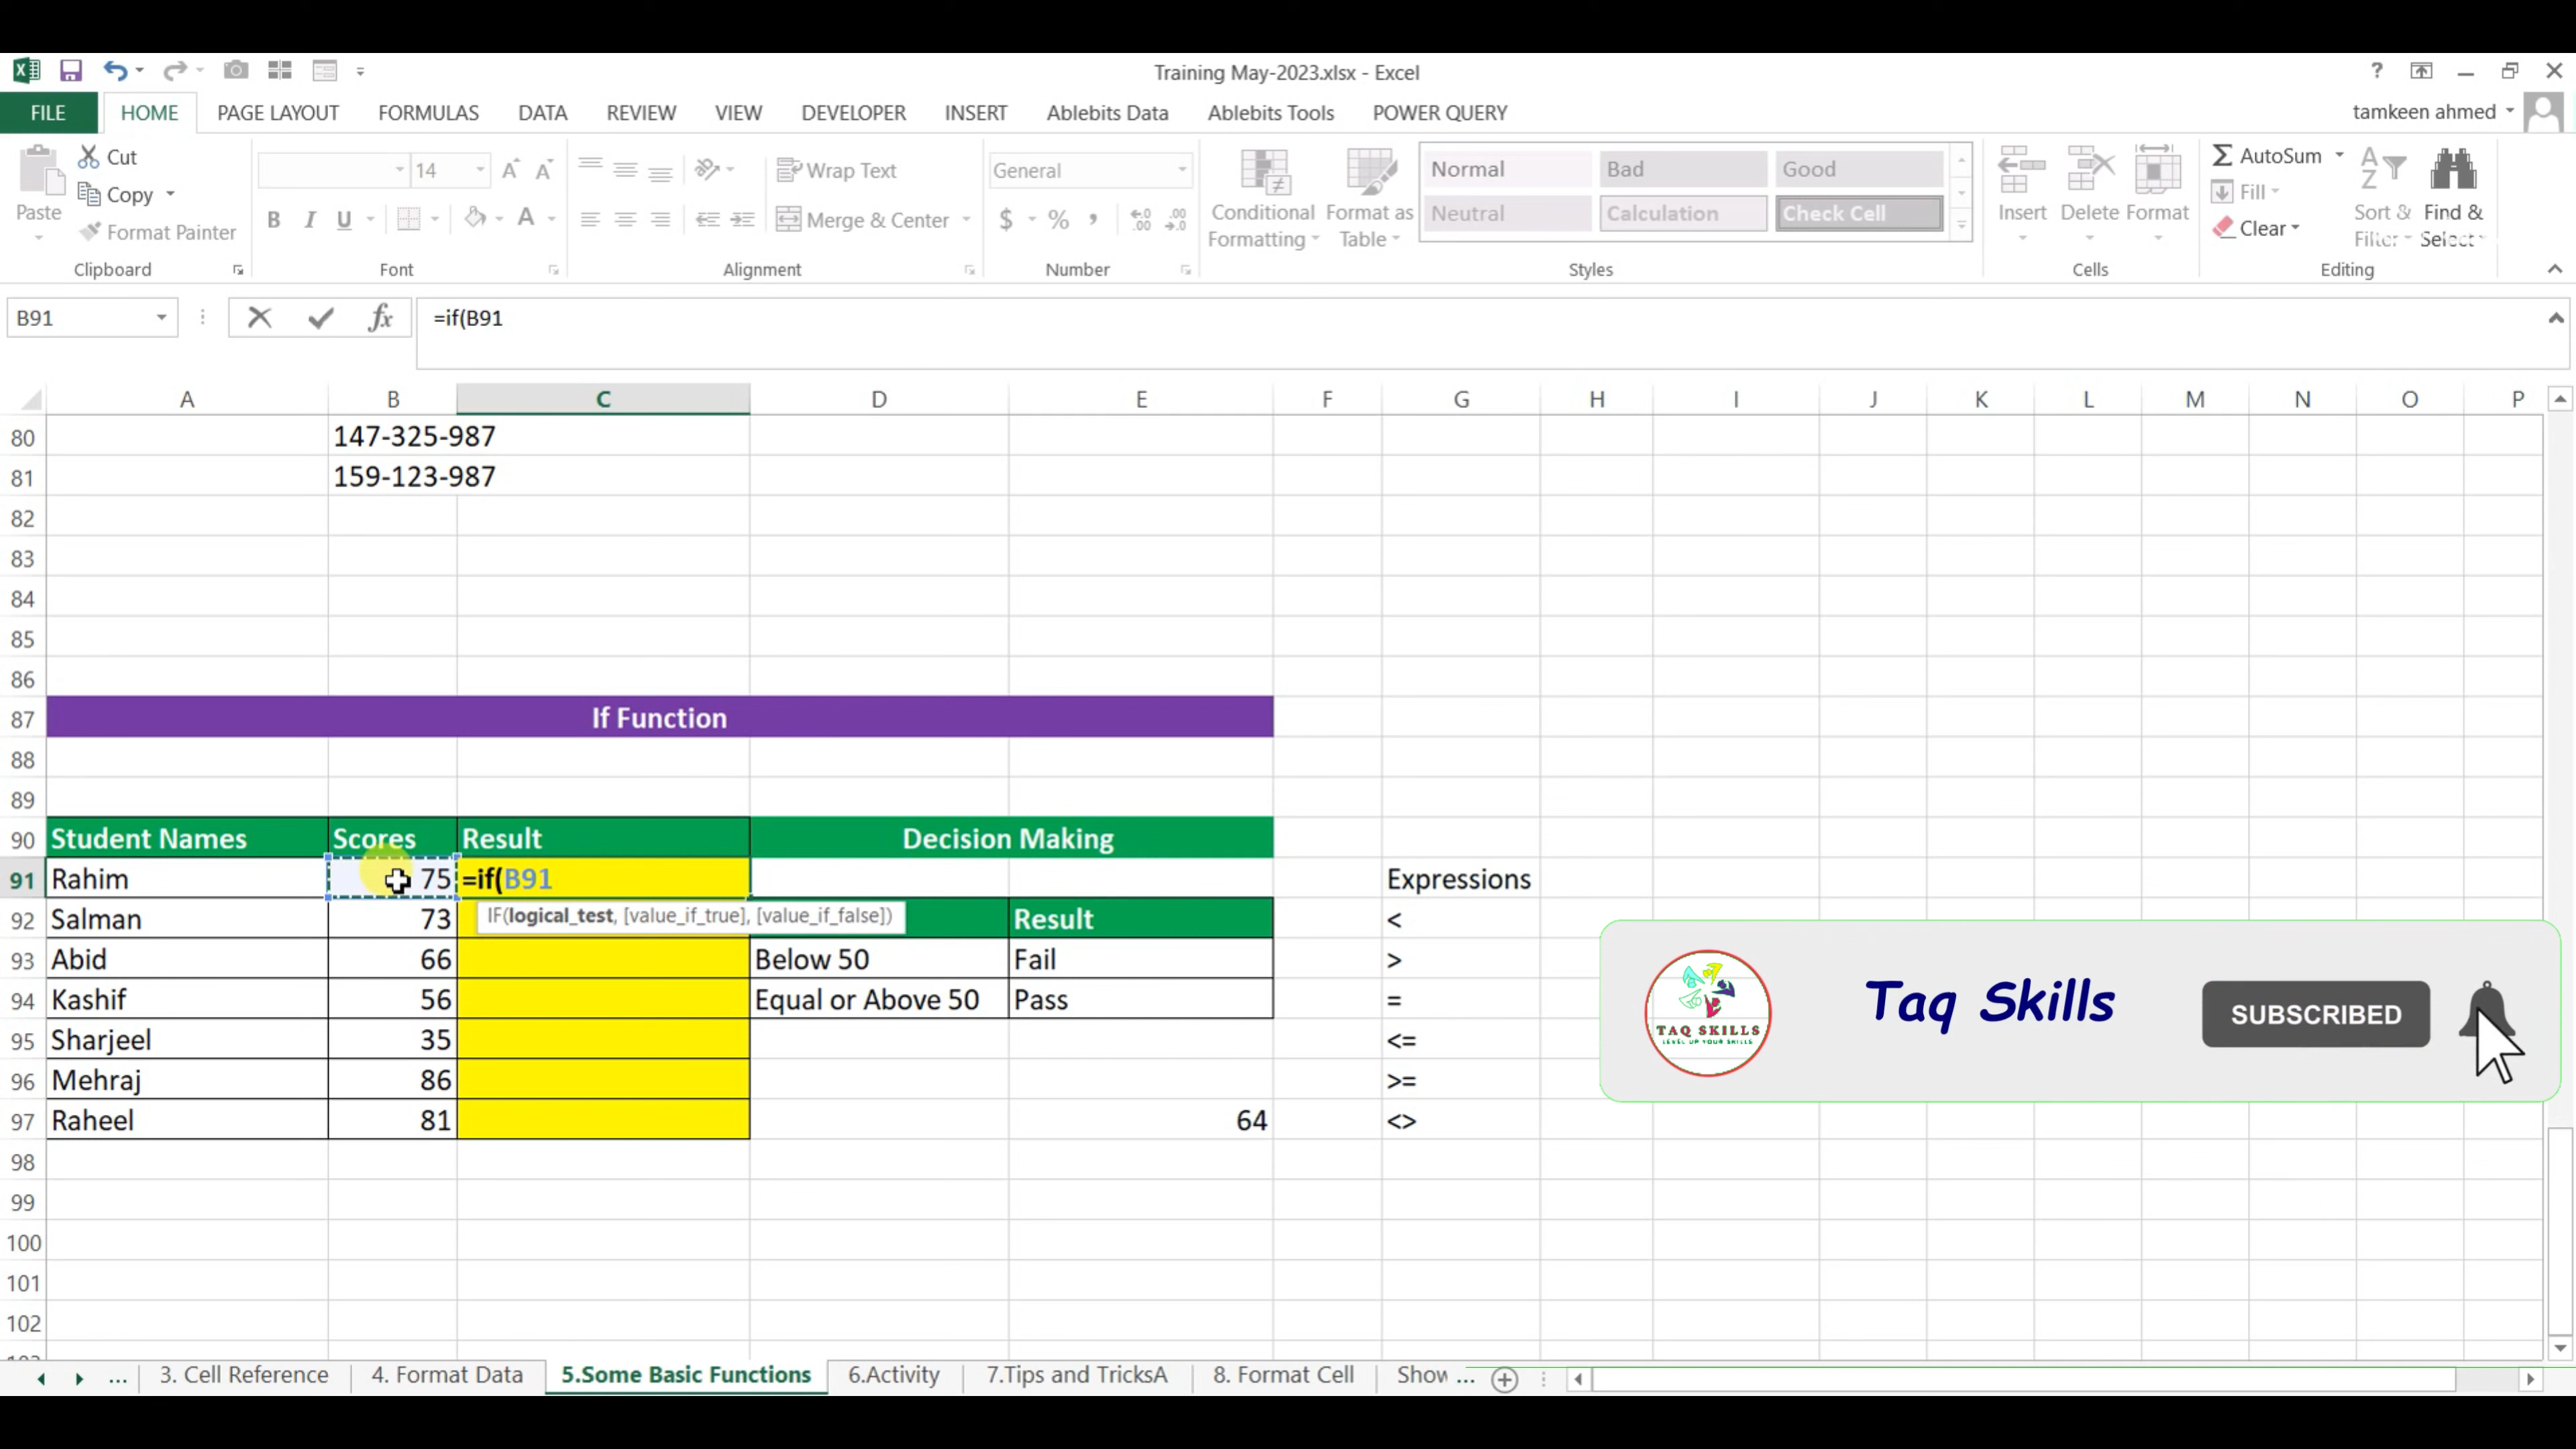 Training May-2023.xlsx - Excel
?
FILE HOME PAGE LAYOUT FORMULAS DATA REVIEW VIEW DEVELOPER INSERT Ablebits Data Ablebits Tools POWER QUERY tamkeen ahmed
Paste
Cut
Copy
Format Painter
Clipboard
14
B I U
Font
Wrap Text
Merge & Center
Alignment
General
$ %
Number
Conditional Formatting
Format as Table
Normal Bad Good
Neutral Calculation Check Cell
Styles
Insert Delete Format
Cells
AutoSum
Fill
Clear
Sort & Filter
Find & Select
Editing
B91 fx =if(B91
A B C D E F G H I J K L M N O P
80 147-325-987
81 159-123-987
82
83
84
85
86
87 If Function
88
89
90 Student Names Scores Result Decision Making
91 Rahim 75 =if(B91 Expressions
IF(logical_test, [value_if_true], [value_if_false])
92 Salman 73 Result <
93 Abid 66 Below 50 Fail >
94 Kashif 56 Equal or Above 50 Pass =
95 Sharjeel 35 <=
96 Mehraj 86 >=
97 Raheel 81 64 <>
98
99
100
101
102
TAQ SKILLS
LEVEL UP YOUR SKILLS
Taq Skills
SUBSCRIBED
... 3. Cell Reference 4. Format Data 5.Some Basic Functions 6.Activity 7.Tips and TricksA 8. Format Cell Show ...